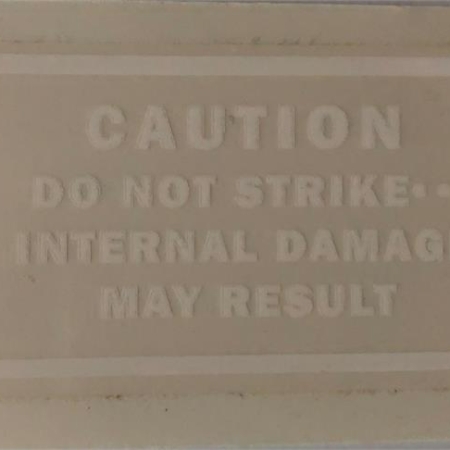 CAUTION
DO NOT STRIKE··
INTERNAL DAMAG
MAY RESULT